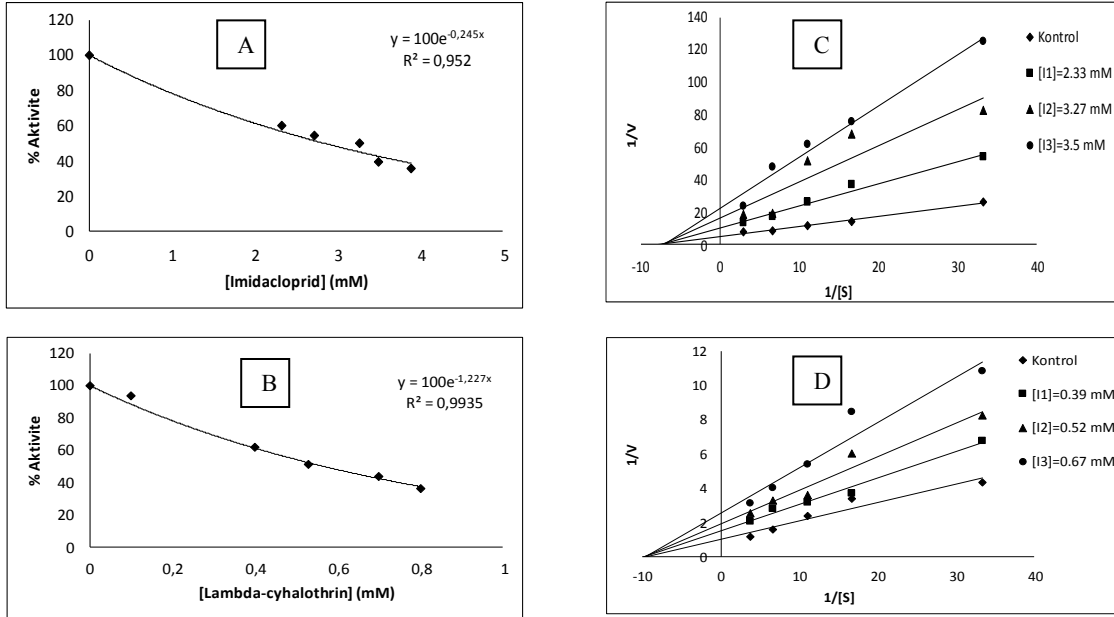 A
y = 100e^-0,245x
R² = 0,952
% Aktivite
120
100
80
60
40
20
0
0 1 2 3 4 5
[Imidacloprid] (mM)
C
1/V
140
120
100
80
60
40
20
0
-10 0 10 20 30 40
1/[S]
Kontrol
[I1]=2.33 mM
[I2]=3.27 mM
[I3]=3.5 mM
B
y = 100e^-1,227x
R² = 0,9935
% Aktivite
120
100
80
60
40
20
0
0 0,2 0,4 0,6 0,8 1
[Lambda-cyhalothrin] (mM)
D
1/V
12
10
8
6
4
2
0
-10 0 10 20 30 40
1/[S]
Kontrol
[I1]=0.39 mM
[I2]=0.52 mM
[I3]=0.67 mM